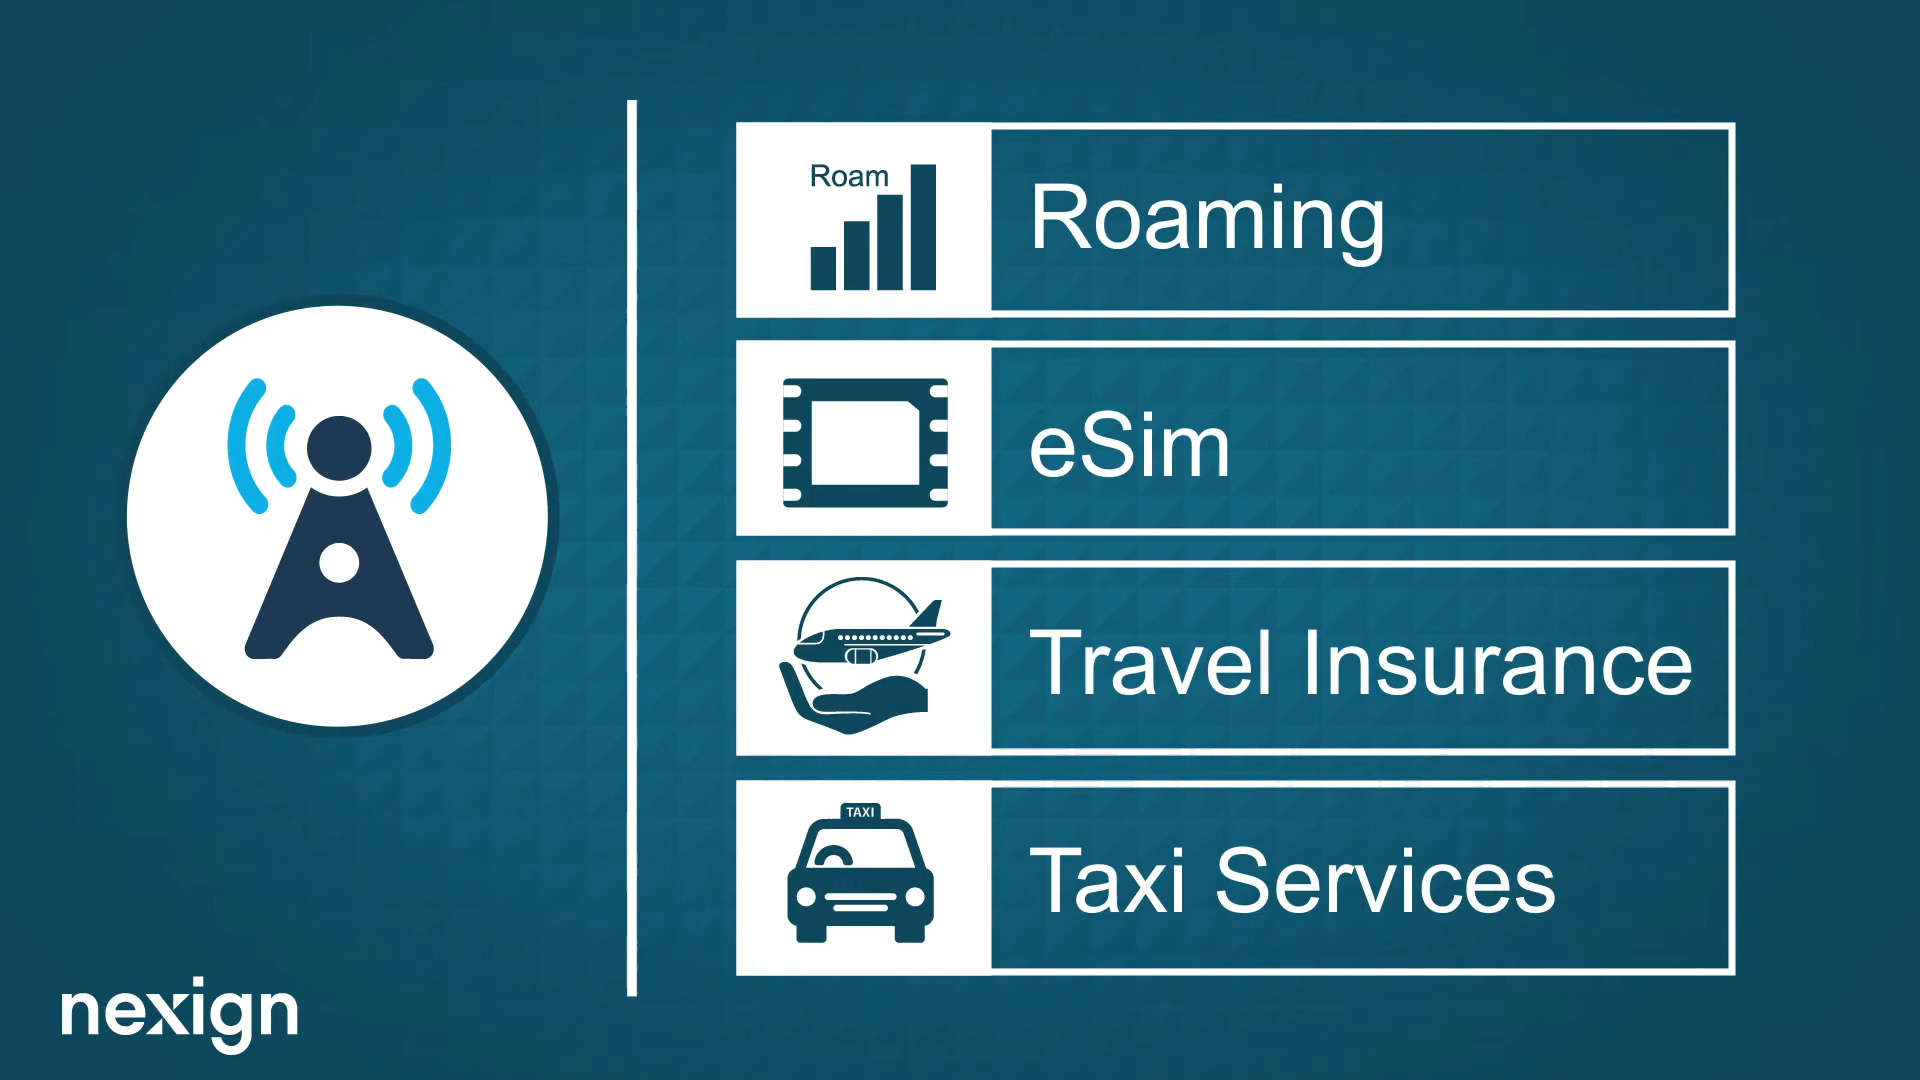 Roam
Roaming
eSim
Travel Insurance
TAXI
Taxi Services
nexign